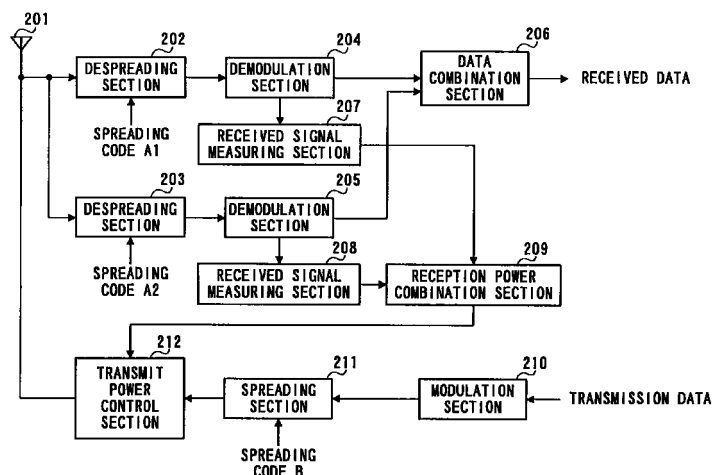 201
202
DESPREADING
SECTION
SPREADING
CODE A1
204
DEMODULATION
SECTION
206
DATA
COMBINATION
SECTION
RECEIVED DATA
207
RECEIVED SIGNAL
MEASURING SECTION
203
DESPREADING
SECTION
SPREADING
CODE A2
205
DEMODULATION
SECTION
208
RECEIVED SIGNAL
MEASURING SECTION
209
RECEPTION POWER
COMBINATION SECTION
212
TRANSMIT
POWER
CONTROL
SECTION
211
SPREADING
SECTION
SPREADING
CODE B
210
MODULATION
SECTION
TRANSMISSION DATA